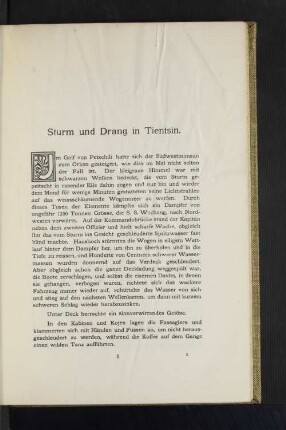 Sturm und Drang in Tientsin.
Im Golf von Petschili hatte sich der Südwestmonsun
zum Orkan gesteigert, wie dies im Mai nicht selten
der Fall ist. Der bleigraue Himmel war mit
schwarzen Wolken bedeckt, die vom Sturm ge-
peitscht in rasender Eile dahin zogen und nur hin und wieder
dem Mond für wenige Minuten gestatteten seine Lichtstrahlen
auf das weissschäumende Wogenmeer zu werfen. Durch
dieses Tosen der Elemente kämpfte sich ein Dampfer von
ungefähr 1200 Tonnen Grösse, die S. S. Wuchang, nach Nord-
westen vorwärts. Auf der Kommandobrücke stand der Kapitän
neben dem zweiten Offizier und hielt scharfe Wache, obgleich
ihn das vom Sturm ins Gesicht geschleuderte Spritzwasser fast
blind machte. Haushoch stürmten die Wogen in eiligem Wett-
lauf hinter dem Dampfer her, um ihn zu überholen und in die
Tiefe zu reissen, und Hunderte von Centnern schwerer Wasser-
massen wurden donnernd auf das Verdeck geschleudert.
Aber obgleich schon die ganze Deckladung weggespült war,
die Boote zerschlagen, und selbst die eisernen Davits, in denen
sie gehangen, verbogen waren, richtete sich das wackere
Fahrzeug immer wieder auf, schüttelte das Wasser von sich
und stieg auf den nächsten Wellenkamm, um dann mit kurzem
schweren Schlag wieder herabzusinken.
Unter Deck herrschte ein sinnverwirrendes Getöse.
In den Kabinen und Kojen lagen die Passagiere und
klammerten sich mit Händen und Füssen an, um nicht heraus-
geschleudert zu werden, während die Koffer auf dem Gange
einen wilden Tanz aufführten.